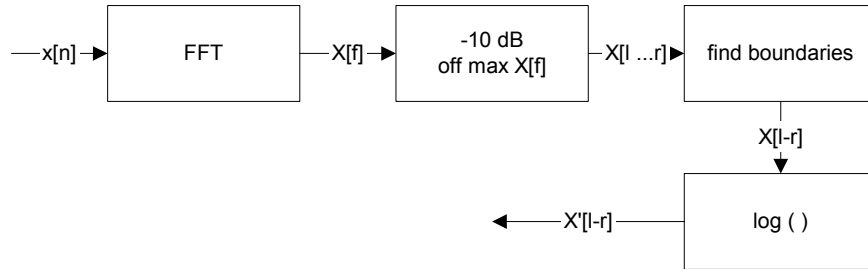 x[n]
FFT
X[f]
-10 dB
off max X[f]
X[l ...r]
find boundaries
X[l-r]
log ( )
X'[l-r]